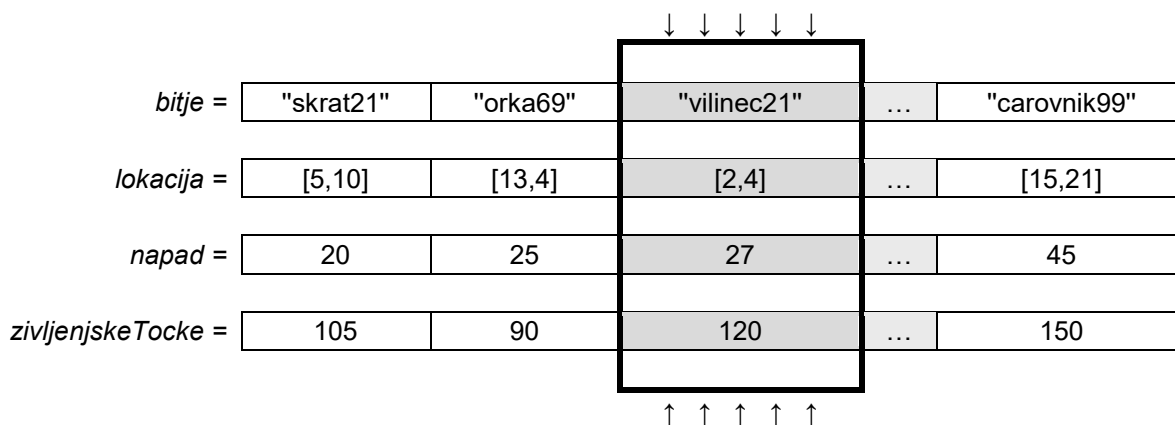 ↓ ↓ ↓ ↓ ↓
bitje = "skrat21" "orka69" "vilinec21" … "carovnik99"
lokacija = [5,10] [13,4] [2,4] … [15,21]
napad = 20 25 27 … 45
zivljenjskeTocke = 105 90 120 … 150
↑ ↑ ↑ ↑ ↑